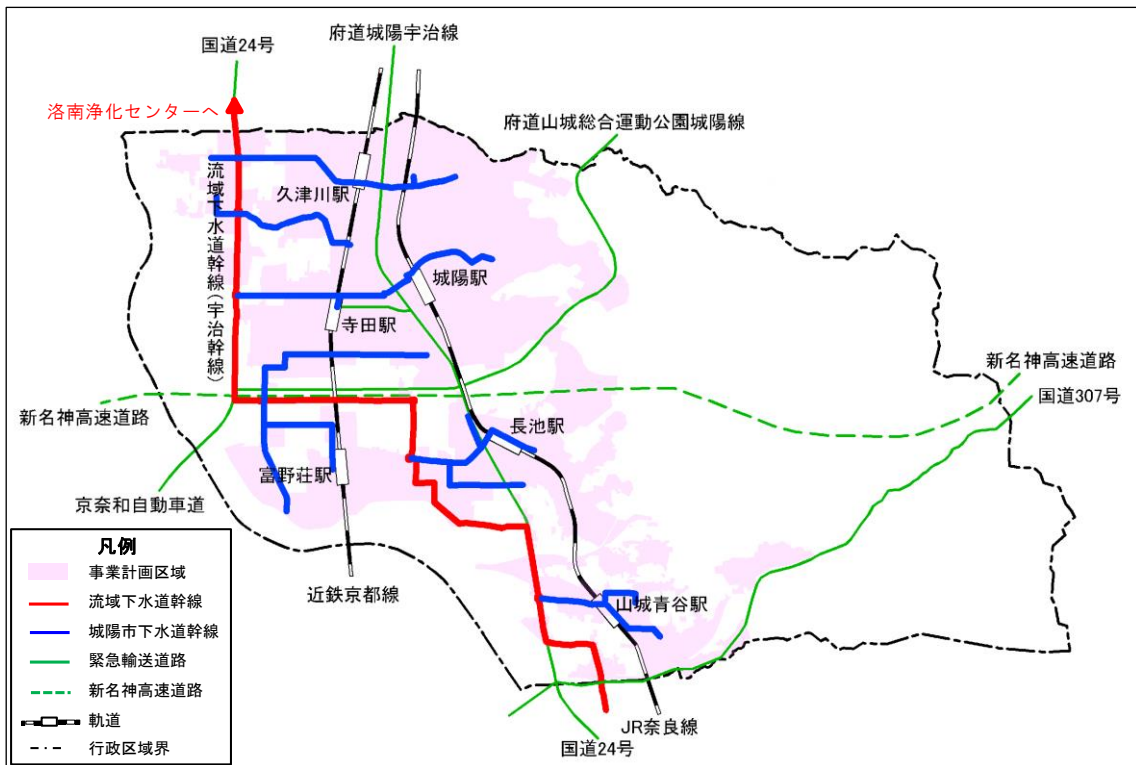 府道城陽宇治線
国道24号
洛南浄化センターへ
府道山城総合運動公園城陽線
流域下水道幹線(宇治幹線)
久津川駅
城陽駅
寺田駅
新名神高速道路
国道307号
新名神高速道路
長池駅
富野荘駅
京奈和自動車道
近鉄京都線
山城青谷駅
JR奈良線
国道24号
凡例
事業計画区域
流域下水道幹線
城陽市下水道幹線
緊急輸送道路
新名神高速道路
軌道
行政区域界